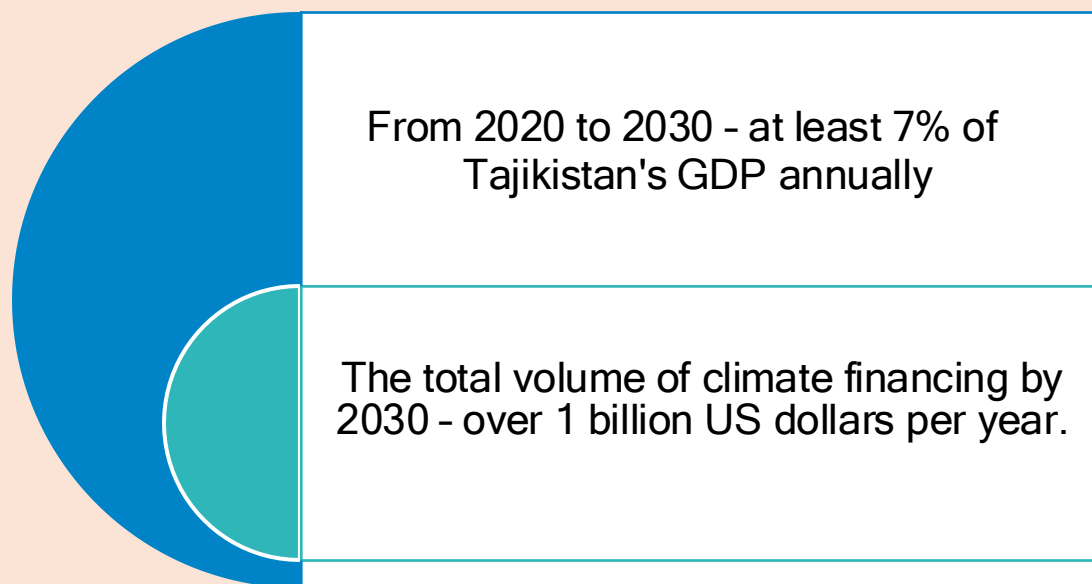 From 2020 to 2030 – at least 7% of
Tajikistan's GDP annually
The total volume of climate financing by
2030 – over 1 billion US dollars per year.